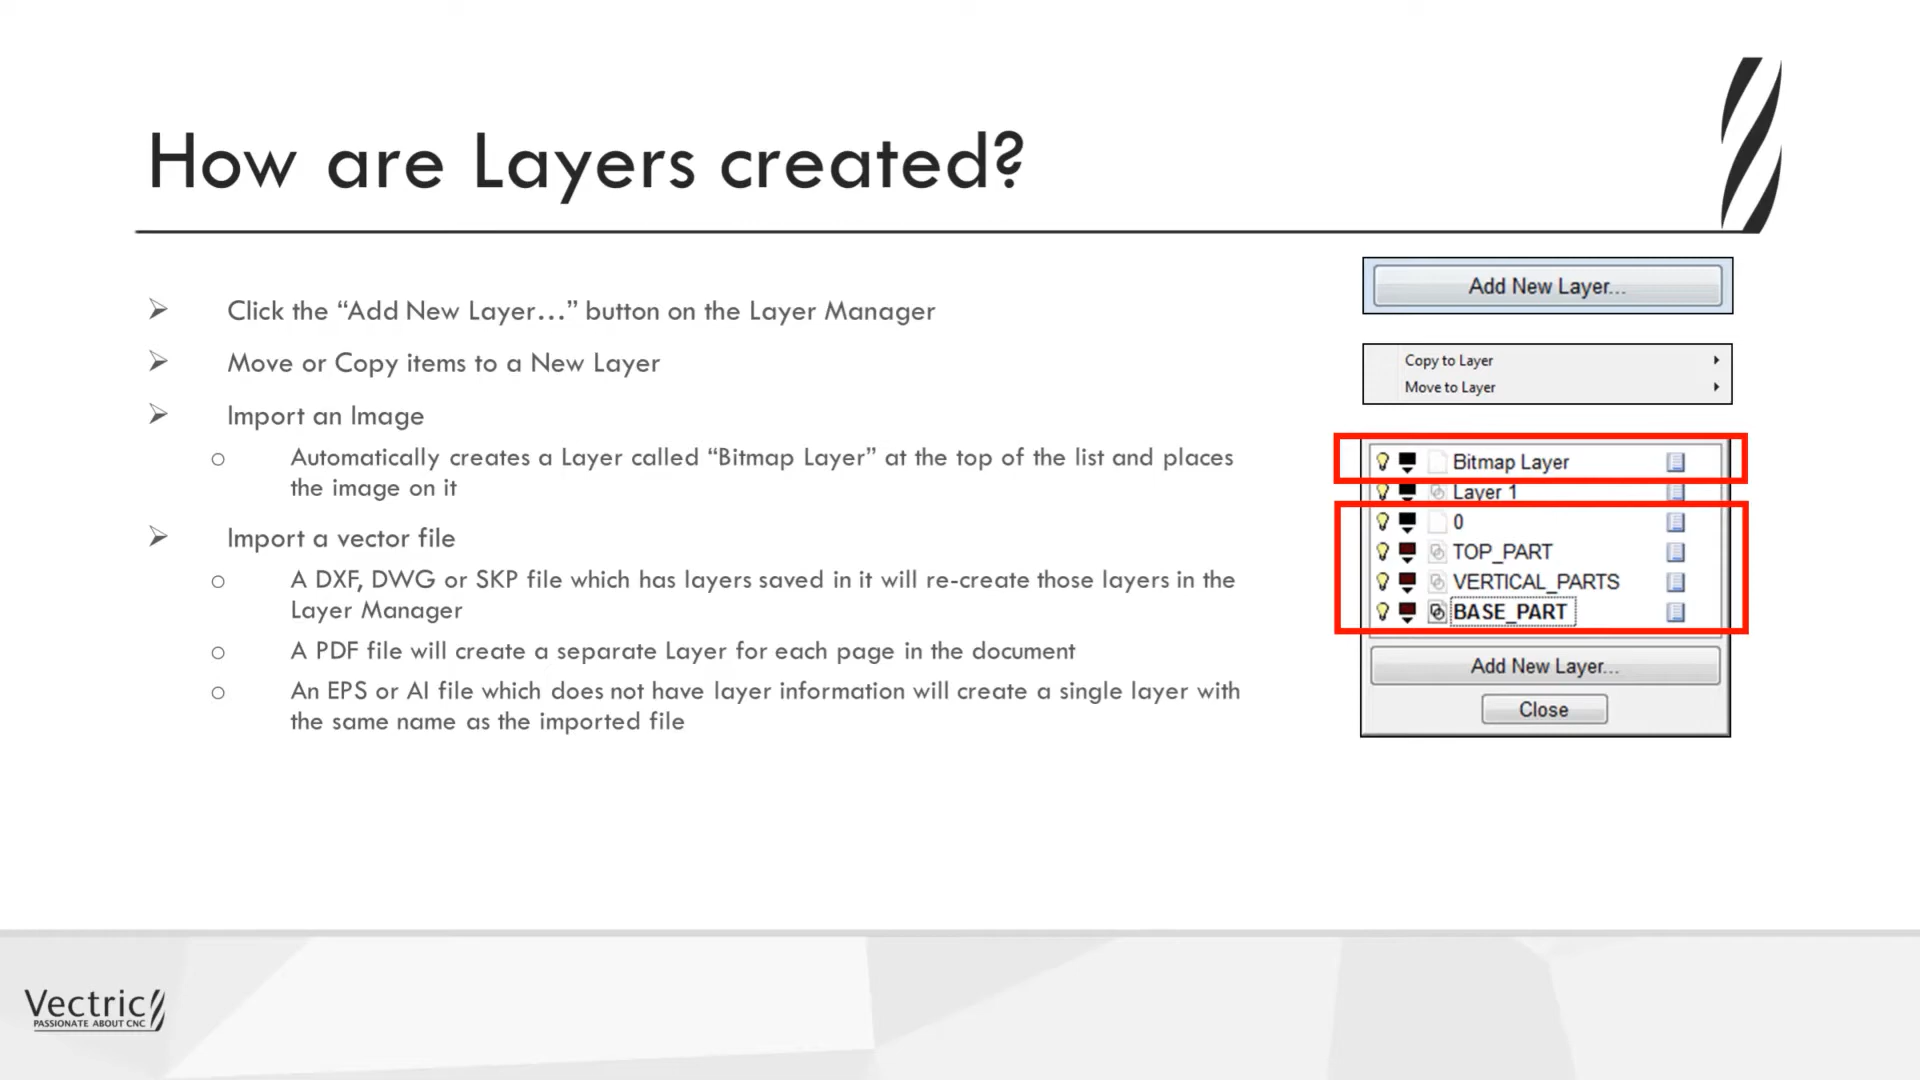 How are Layers created?
Click the “Add New Layer…” button on the Layer Manager
Move or Copy items to a New Layer
Import an Image
Automatically creates a Layer called “Bitmap Layer” at the top of the list and places
the image on it
Import a vector file
A DXF, DWG or SKP file which has layers saved in it will re-create those layers in the
Layer Manager
A PDF file will create a separate Layer for each page in the document
An EPS or AI file which does not have layer information will create a single layer with
the same name as the imported file
Add New Layer...
Copy to Layer
Move to Layer
Bitmap Layer
Layer 1
0
TOP_PART
VERTICAL_PARTS
BASE_PART
Add New Layer...
Close
Vectric
PASSIONATE ABOUT CNC